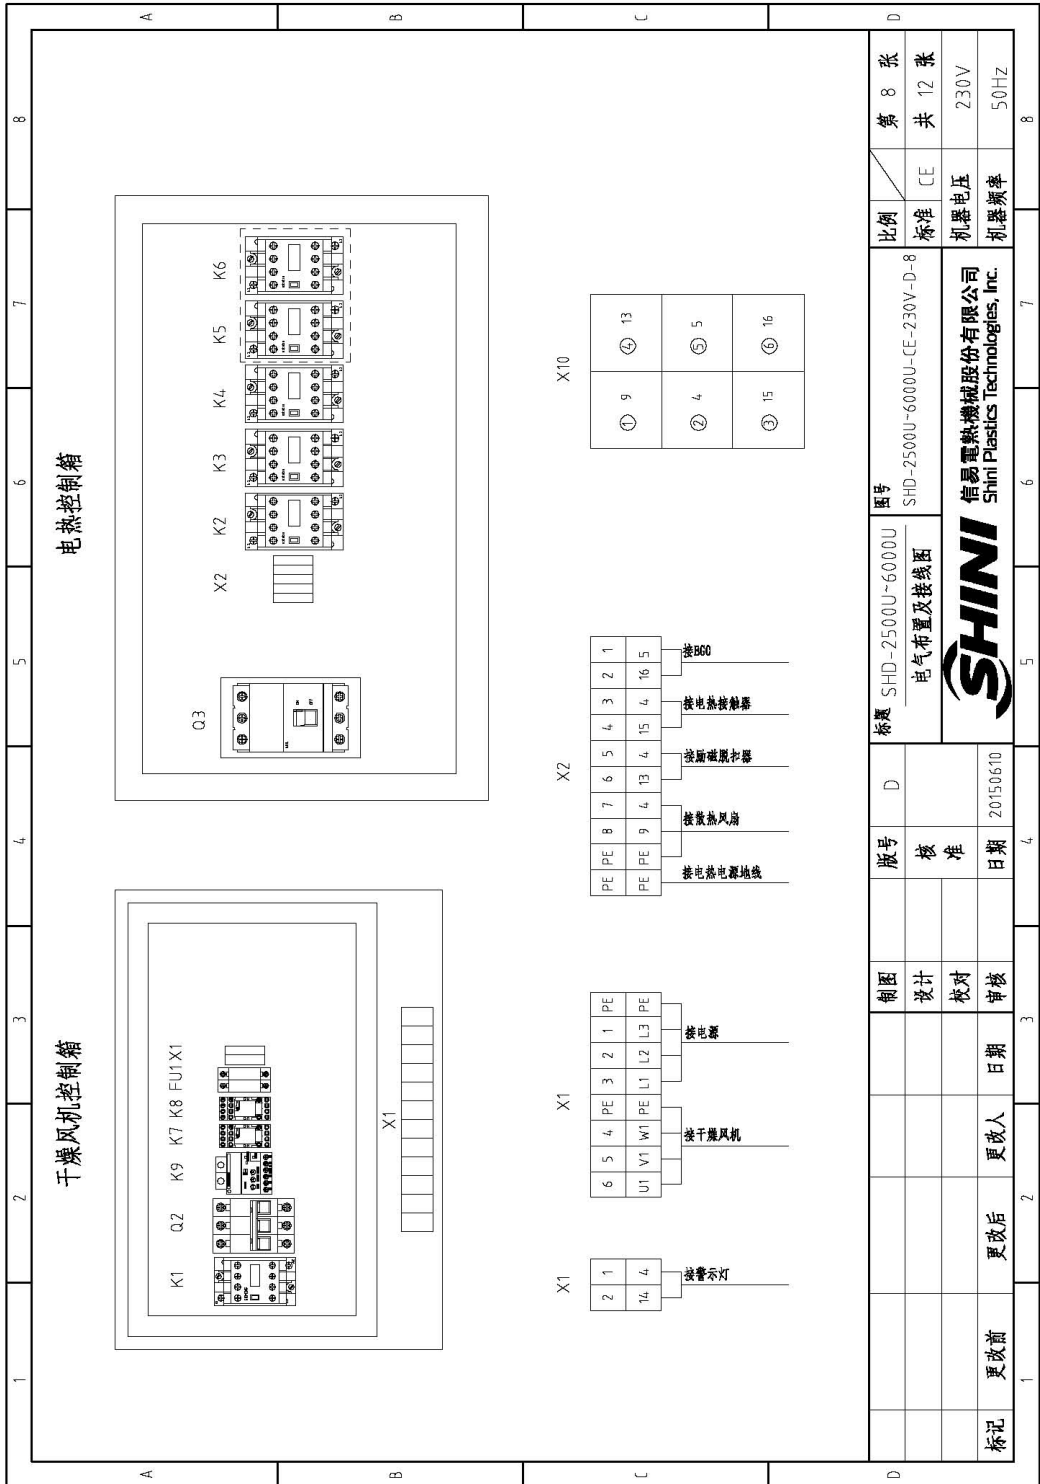 1 2 3 4 5 6 7 8
A
B
C
D
干燥风机控制箱
K1 Q2 K9 K7 K8 FU1 X1
X1
电热控制箱
Q3 X2 K2 K3 K4 K5 K6
X1
2 1
14 4
接警示灯
X1
6 5 4 PE 3 2 1 PE
U1 V1 W1 PE L1 L2 L3 PE
接干燥风机 接电源
X2
PE PE 8 7 6 5 4 3 2 1
PE PE 9 4 13 4 15 4 16 5
接电热电源地线 接散热风扇 接励磁脱扣器 接电热接触器 接BGO
X10
① 9 ④ 13
② 4 ⑤ 5
③ 15 ⑥ 16
标记 更改前 更改后 更改人 日期
制图
设计
校对
审核
版号 D
核准
日期 20150610
标题 SHD-2500U~6000U
电气布置及接线图
图号
SHD-2500U~6000U-CE-230V-D-8
SHINI
信易電熱機械股份有限公司
Shini Plastics Technologies, Inc.
比例 第 8 张
标准 CE 共 12 张
机器电压 230V
机器频率 50HZ
A
B
C
D
1 2 3 4 5 6 7 8